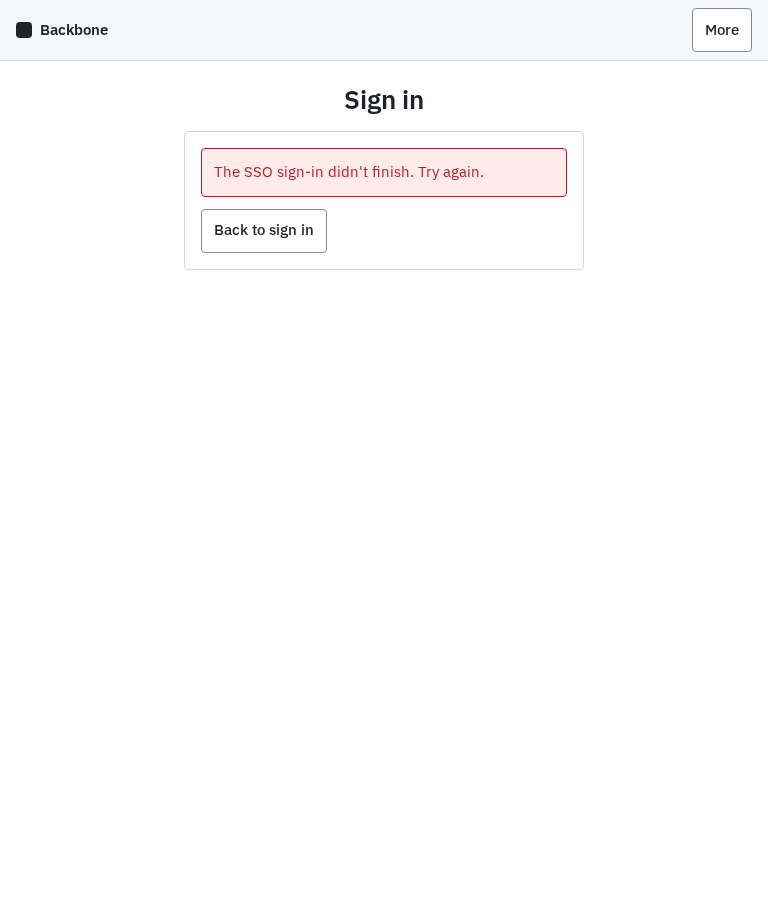 Backbone
More
Sign in
The SSO sign-in didn't finish. Try again.
Back to sign in